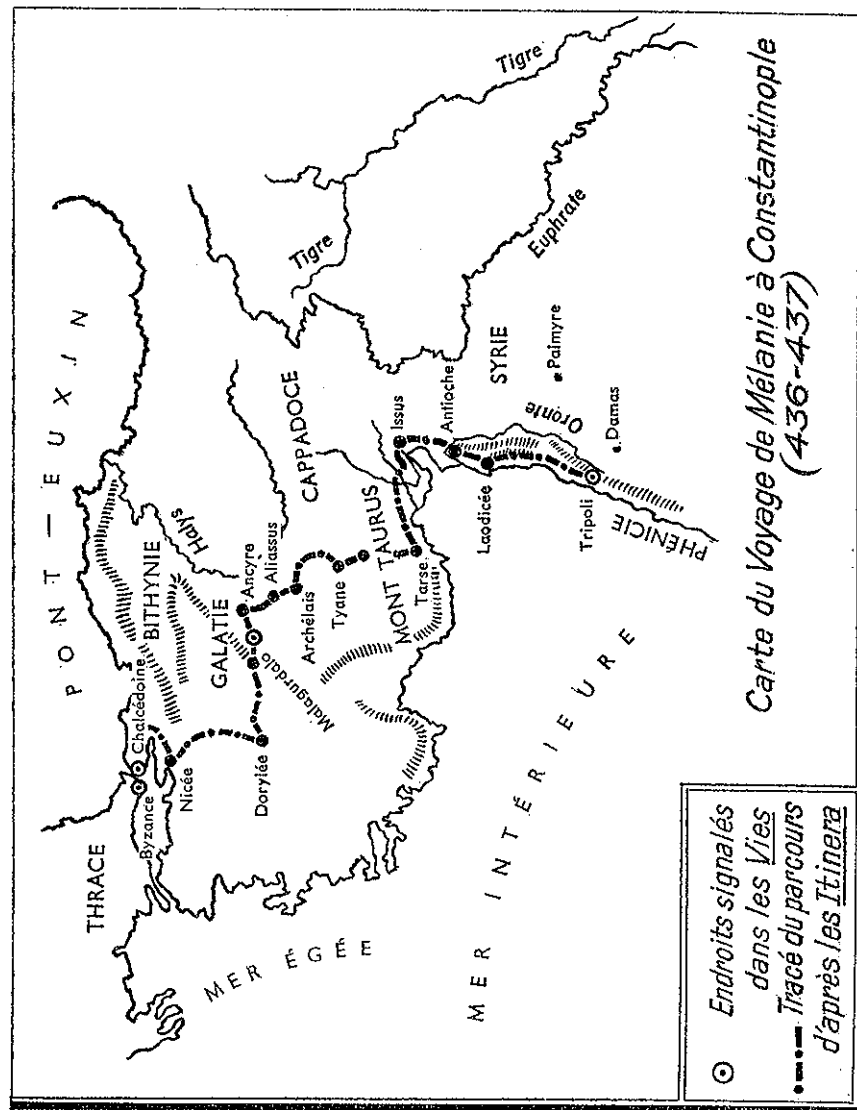 PONT — EUXIN
THRACE
Byzance
Chalcédoine
Nicée
BITHYNIE
Halys
Dorylée
GALATIE
Ancyre
Malagurdalo
Aliassus
Archélais
Tyane
CAPPADOCE
MONT TAURUS
Tarse
Issus
Antioche
Laodicée
Oronte
Tripoli
PHÉNICIE
SYRIE
Palmyre
Damas
Tigre
Tigre
Euphrate
MER ÉGÉE
MER INTÉRIEURE
Carte du Voyage de Mélanie à Constantinople
(436-437)
Endroits signalés
dans les Vies
Tracé du parcours
d'après les Itinera